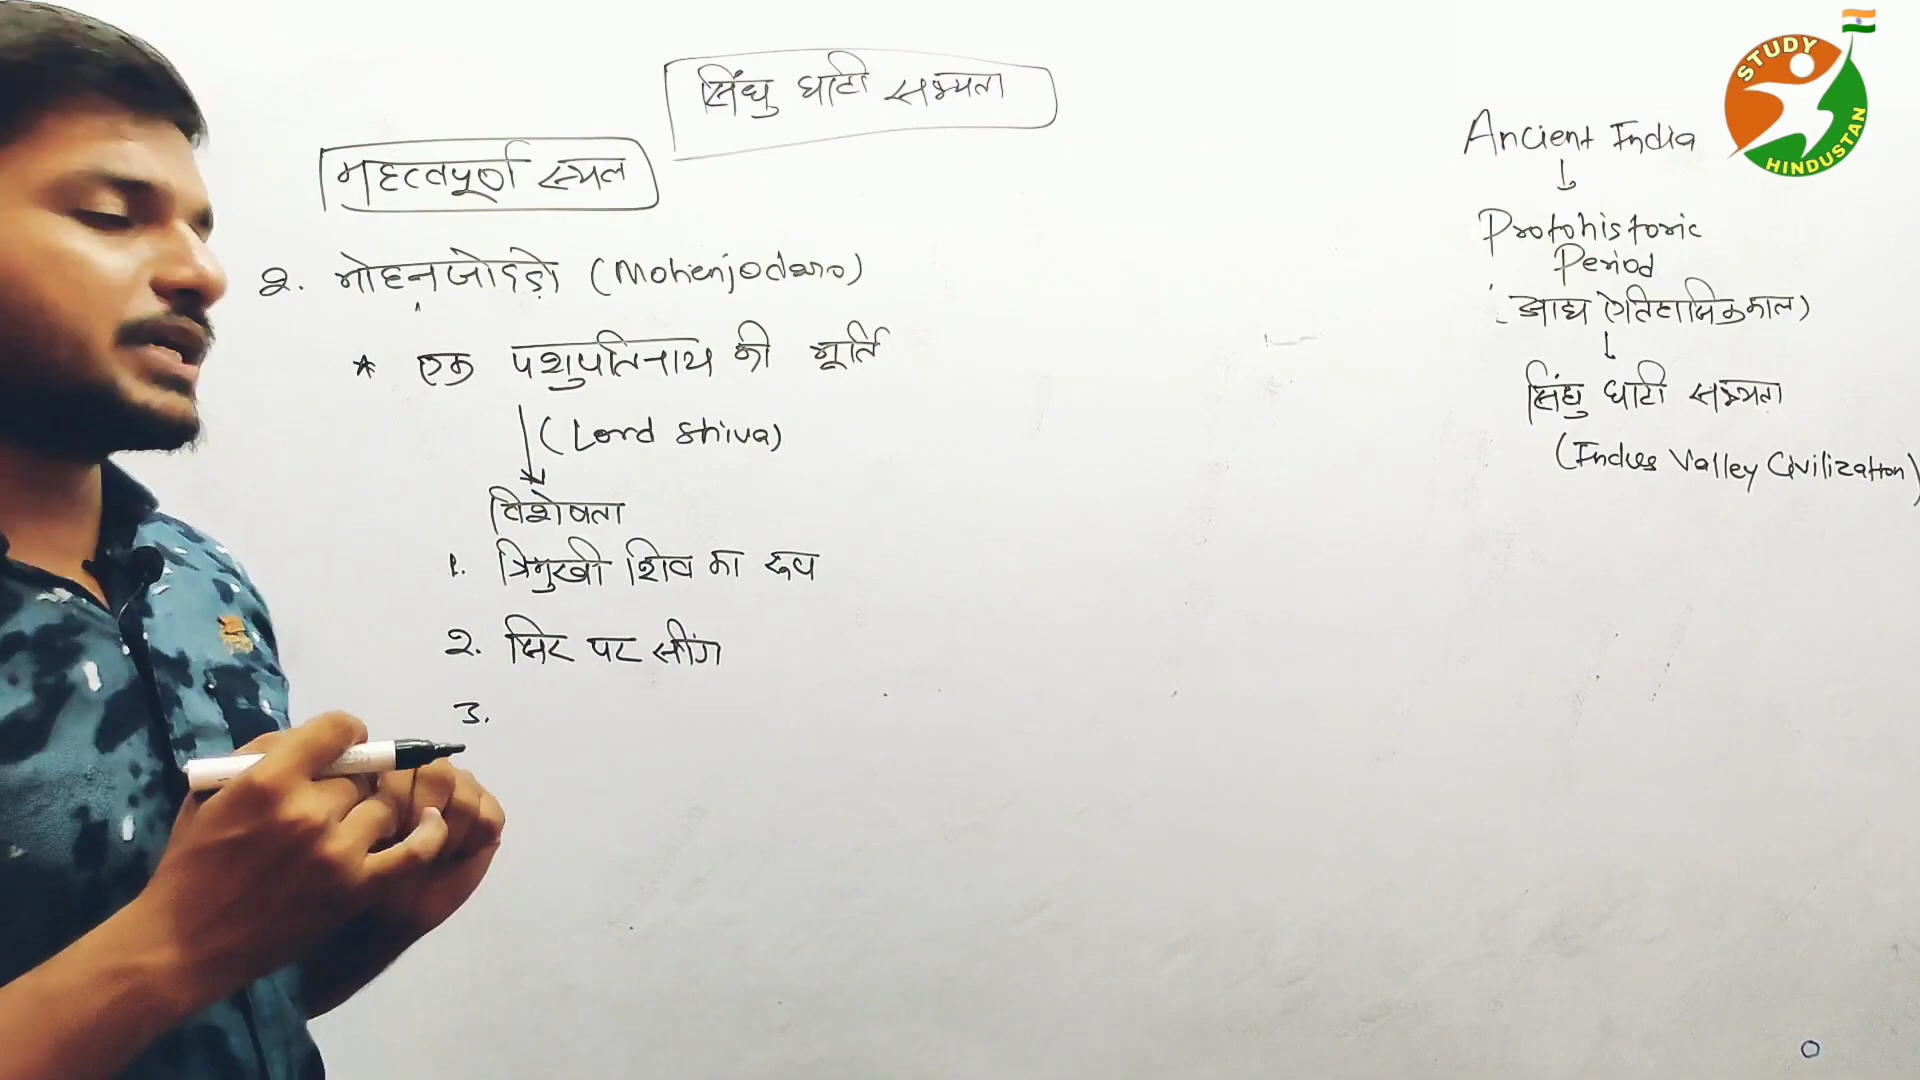 सिंधु घाटी सभ्यता
महत्वपूर्ण स्थल
2. मोहनजोदड़ो (Mohenjodaro)
* एक पशुपतिनाथ की मूर्ति
(Lord Shiva)
विशेषता
1. त्रिमुखी शिव का रूप
2. सिर पर सींग
3.
Ancient India
Protohistoric
Period
आद्य ऐतिहासिक काल)
सिंधु घाटी सभ्यता
(Indus Valley Civilization)
STUDY
HINDUSTAN